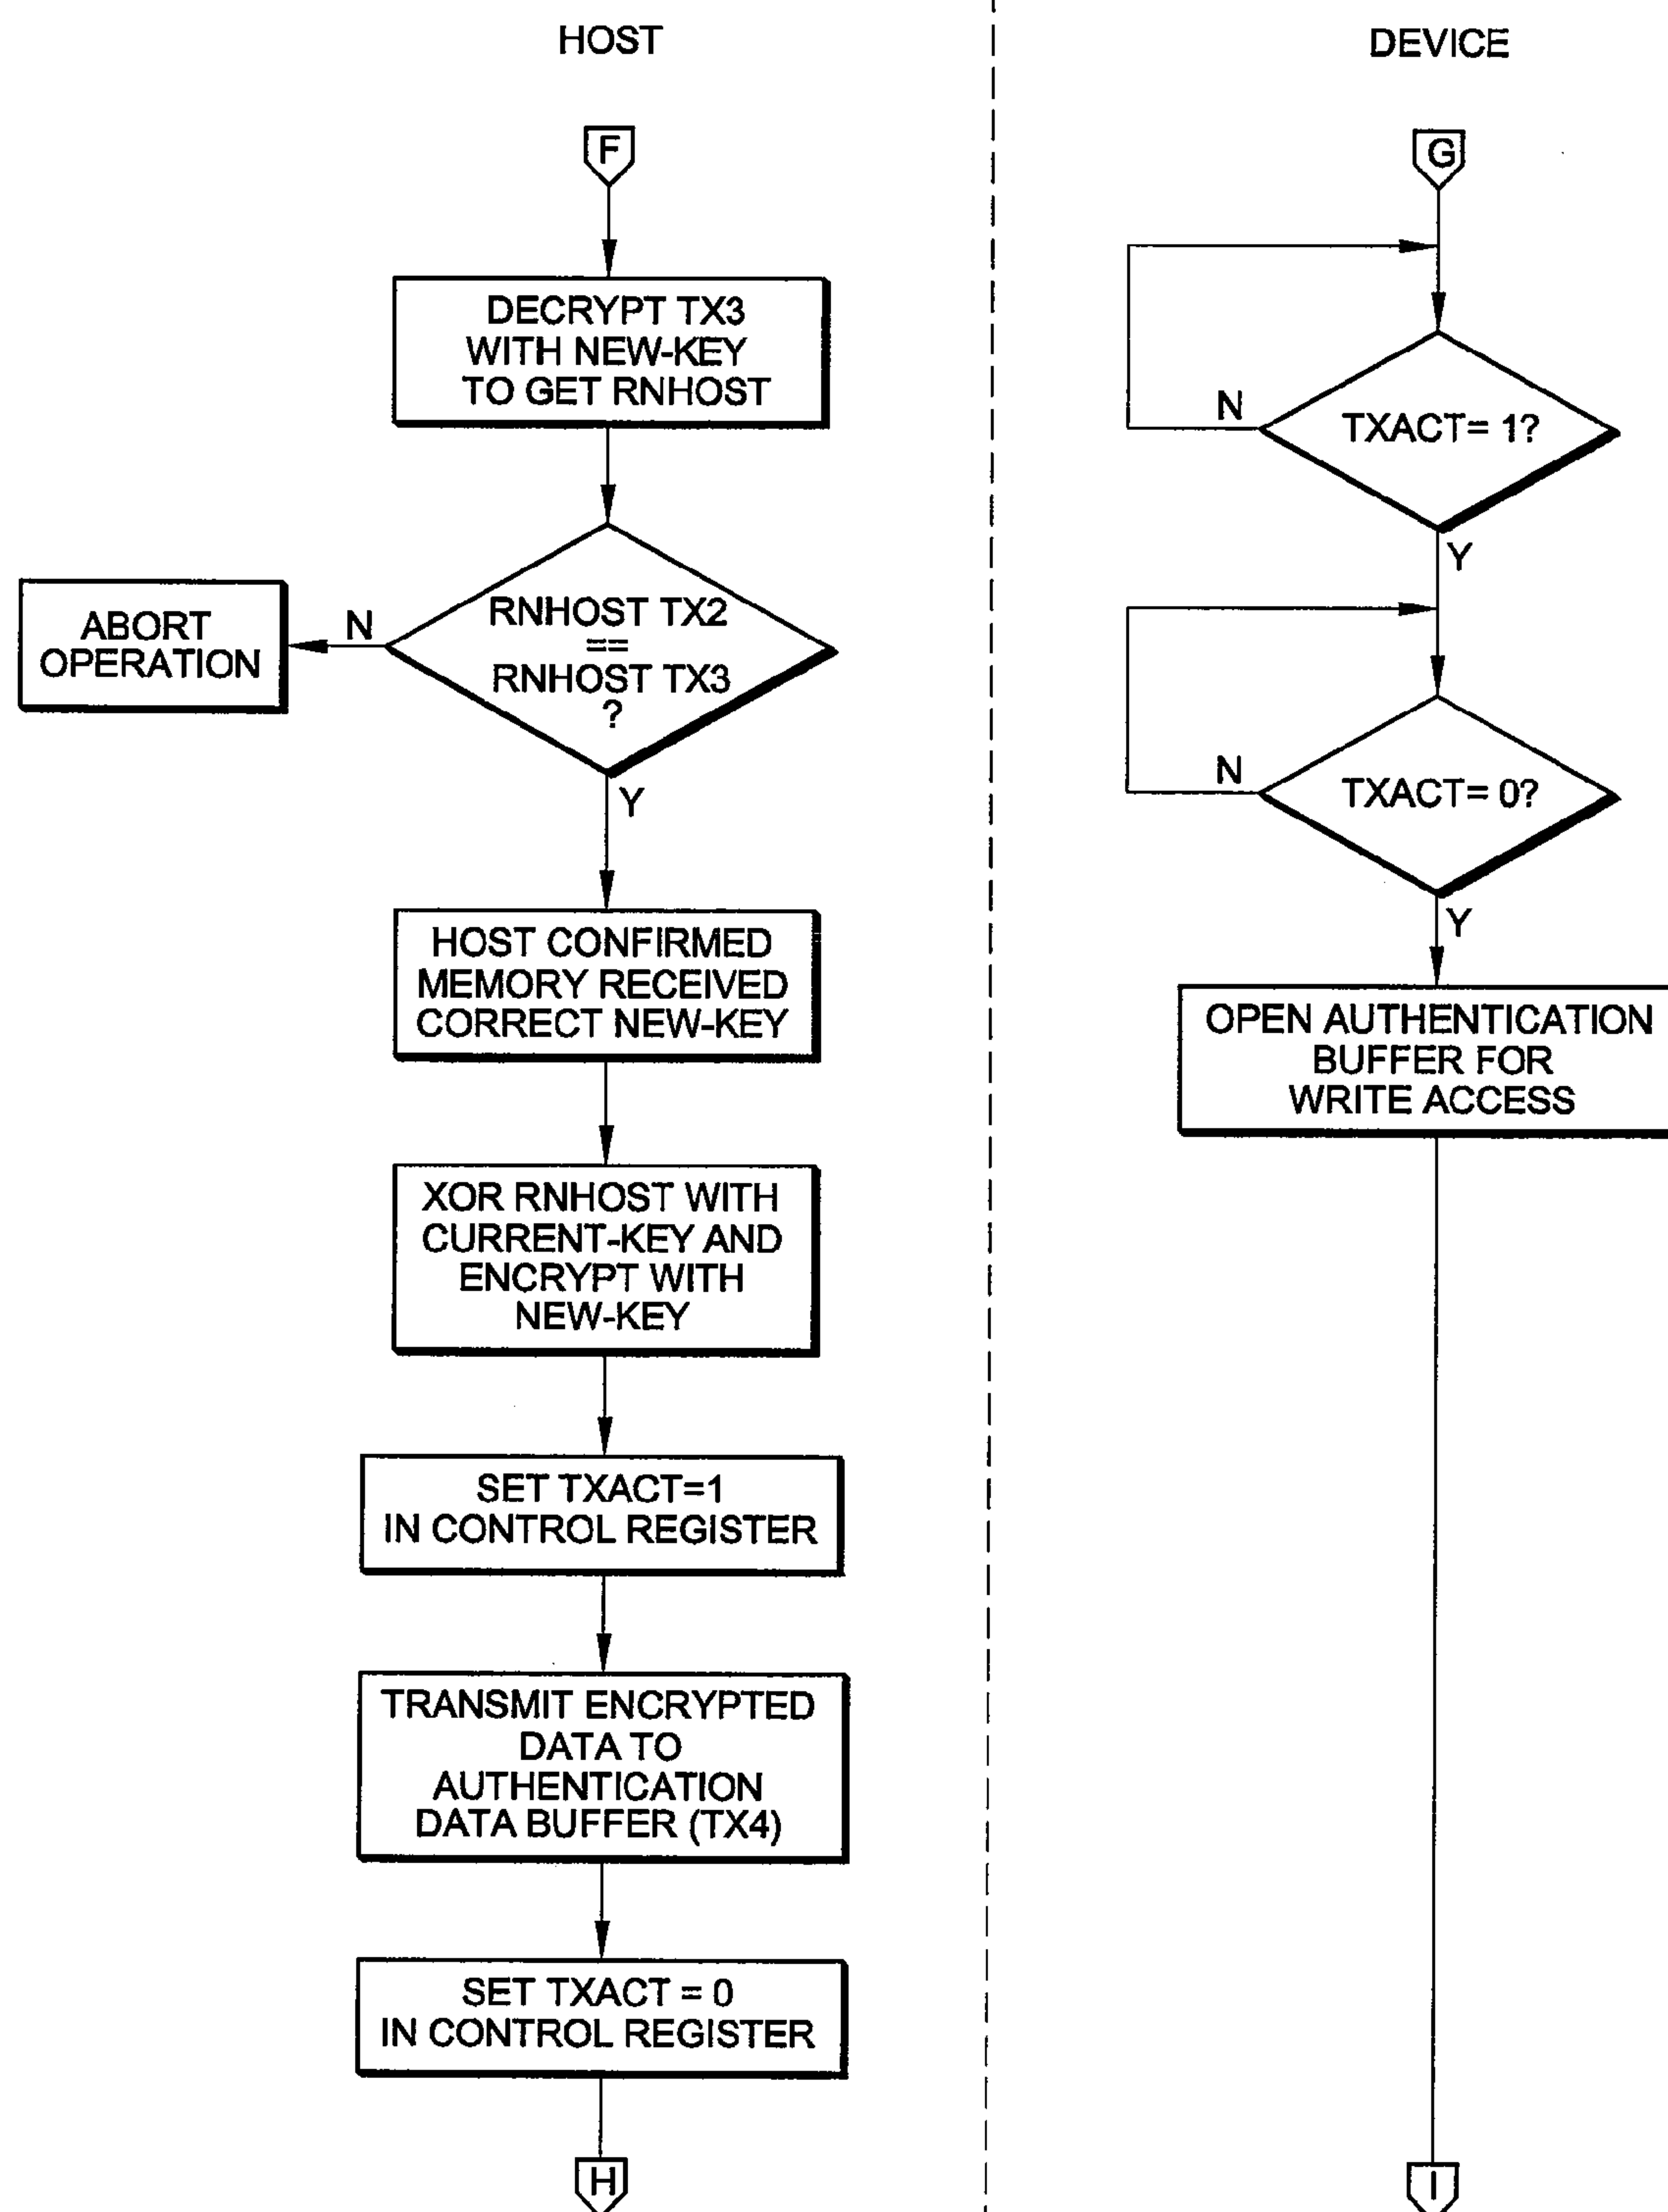 HOST
F
DECRYPT TX3
WITH NEW-KEY
TO GET RNHOST
RNHOST TX2
==
RNHOST TX3
?
N
ABORT
OPERATION
Y
HOST CONFIRMED
MEMORY RECEIVED
CORRECT NEW-KEY
XOR RNHOST WITH
CURRENT-KEY AND
ENCRYPT WITH
NEW-KEY
SET TXACT=1
IN CONTROL REGISTER
TRANSMIT ENCRYPTED
DATA TO
AUTHENTICATION
DATA BUFFER (TX4)
SET TXACT = 0
IN CONTROL REGISTER
H
DEVICE
G
TXACT= 1?
N
Y
TXACT= 0?
N
Y
OPEN AUTHENTICATION
BUFFER FOR
WRITE ACCESS
I